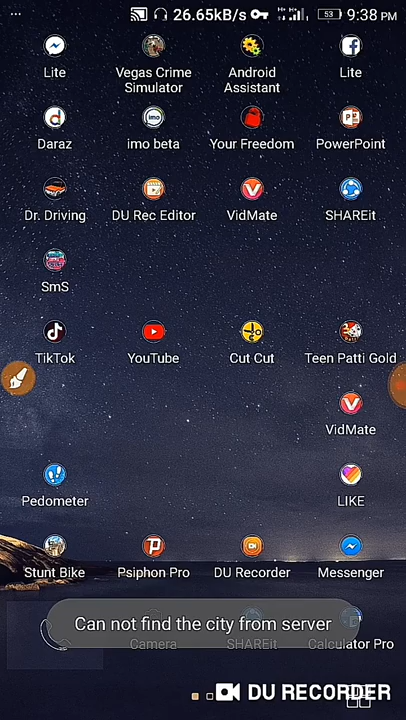 ... 26.65kB/s 53 9:38 PM
Lite Vegas Crime Simulator Android Assistant Lite
Daraz imo beta Your Freedom PowerPoint
Dr. Driving DU Rec Editor VidMate SHAREit
SmS
TikTok YouTube Cut Cut Teen Patti Gold
VidMate
Pedometer LIKE
Stunt Bike Psiphon Pro DU Recorder Messenger
Can not find the city from server
Camera SHAREit Calculator Pro
DU RECORDER